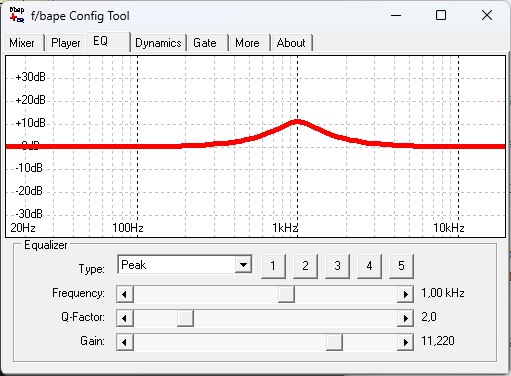 f/bape Config Tool
Mixer Player EQ Dynamics Gate More About
+30dB
+20dB
+10dB
0dB
-10dB
-20dB
-30dB
20Hz 100Hz 1kHz 10kHz
Equalizer
Type: Peak 1 2 3 4 5
Frequency: 1,00 kHz
Q-Factor: 2,0
Gain: 11,220